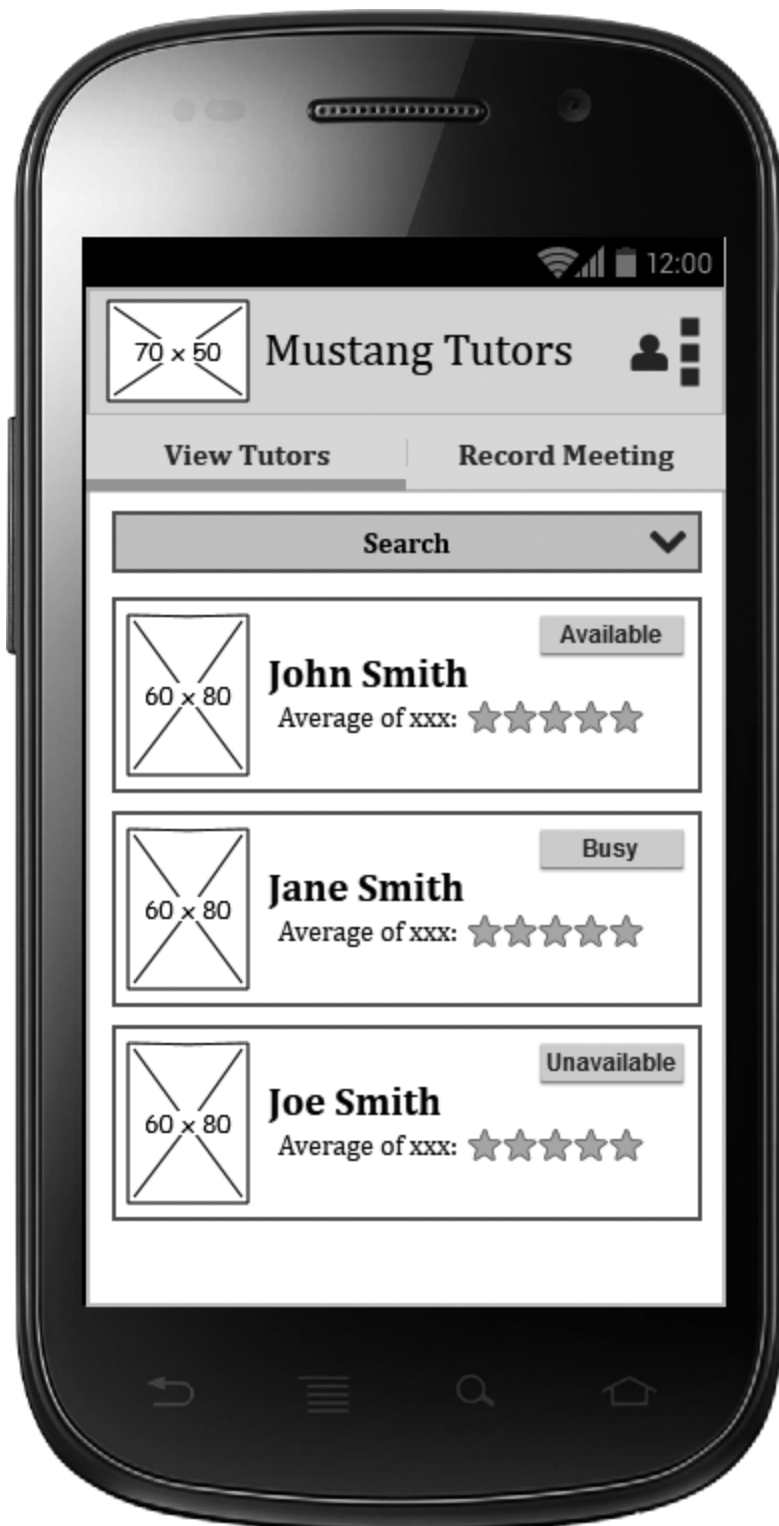 12:00
70 × 50
Mustang Tutors
View Tutors
Record Meeting
Search
60 × 80
Available
John Smith
Average of xxx:
60 × 80
Busy
Jane Smith
Average of xxx:
60 × 80
Unavailable
Joe Smith
Average of xxx: